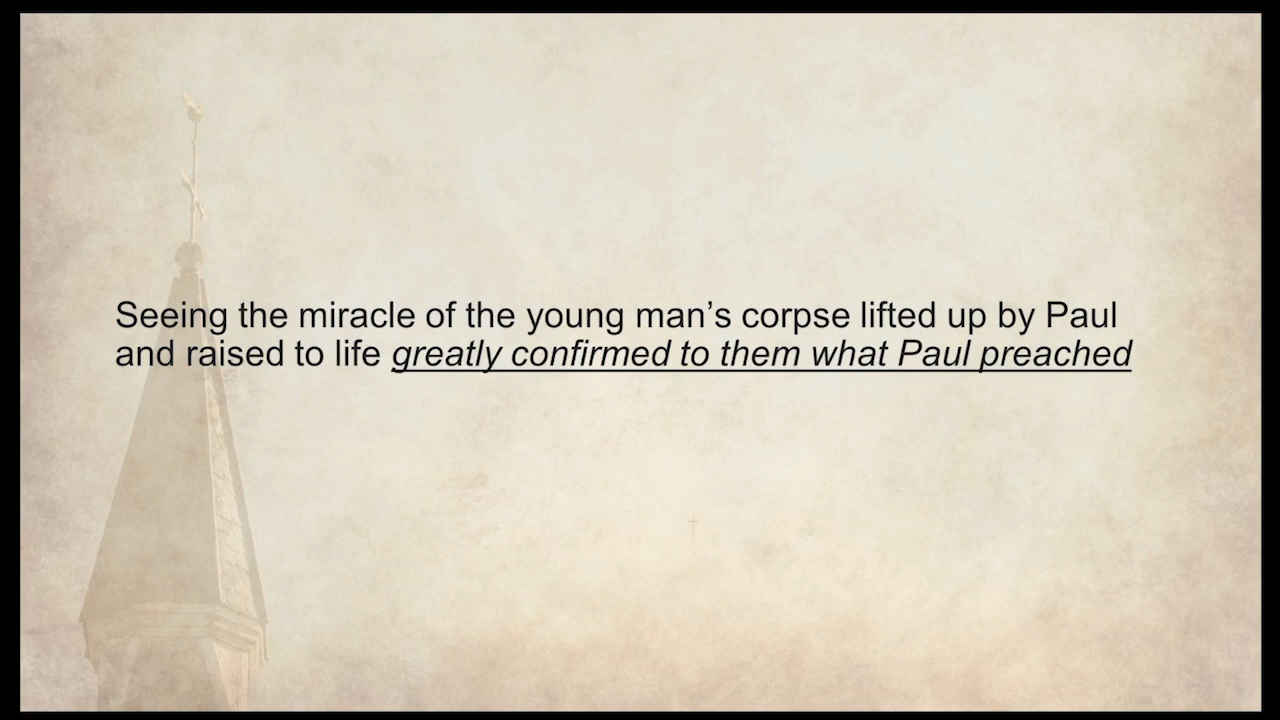 Seeing the miracle of the young man’s corpse lifted up by Paul
and raised to life greatly confirmed to them what Paul preached